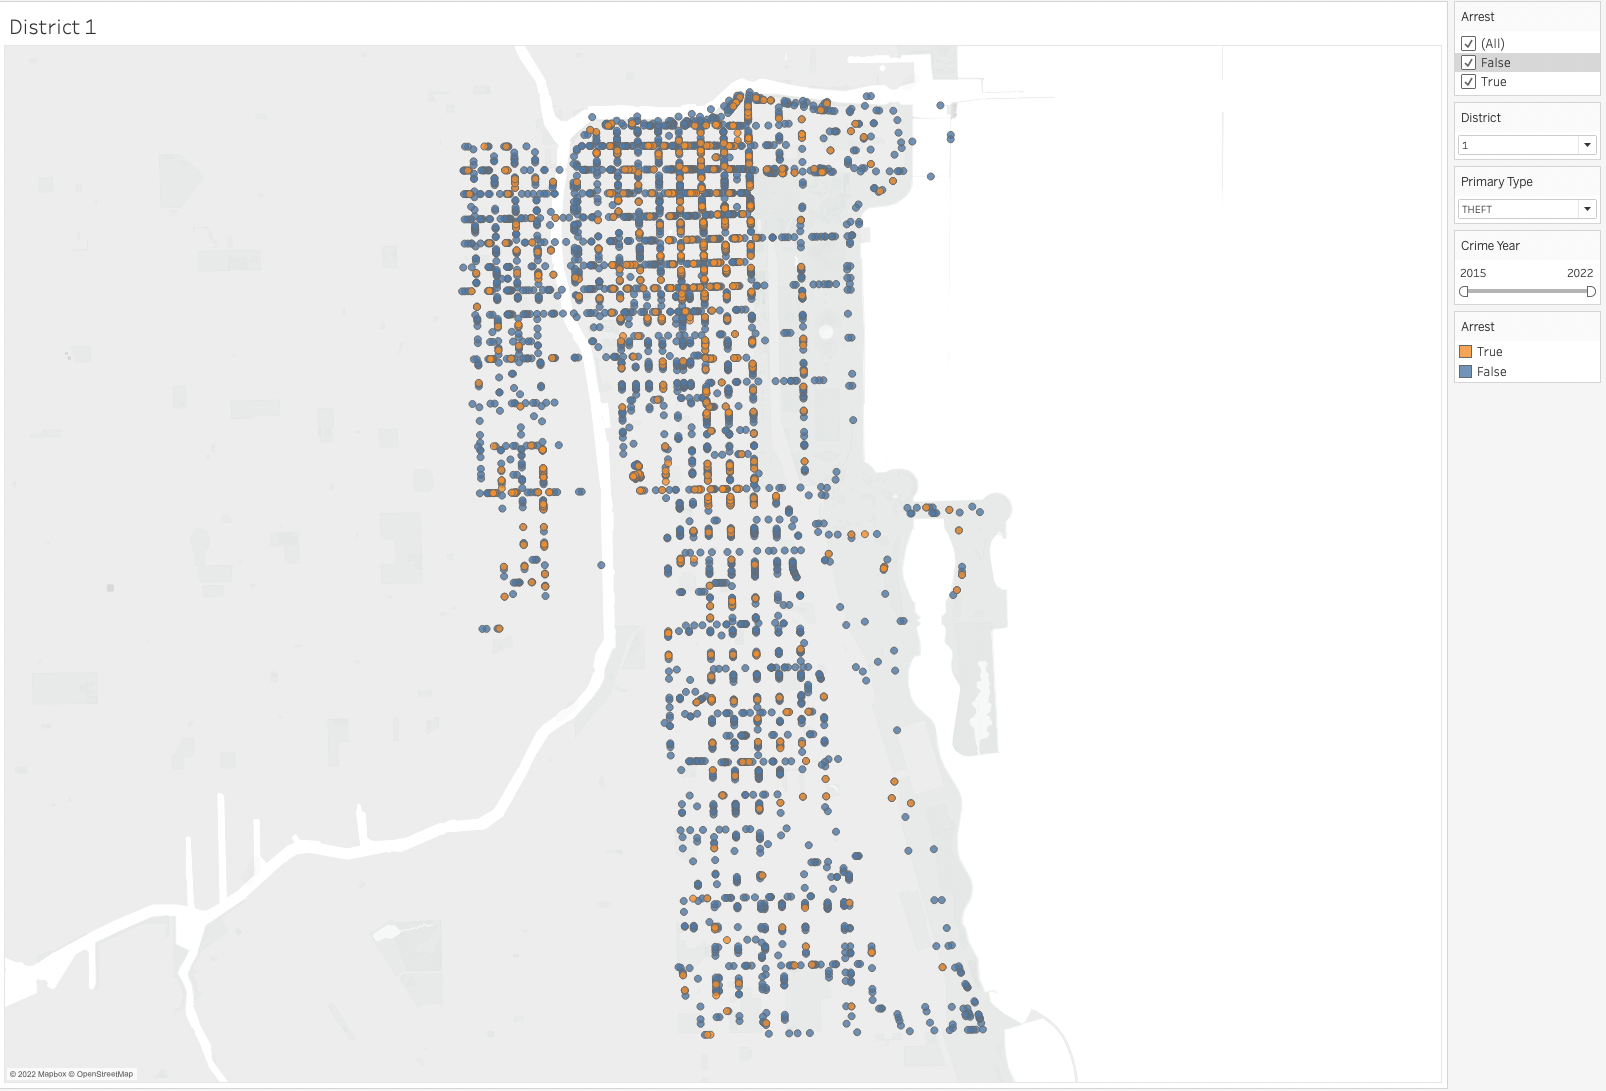 District 1
Arrest
(All)
False
True
District
1
Primary Type
THEFT
Crime Year
2015 2022
Arrest
True
False
© 2022 Mapbox © OpenStreetMap